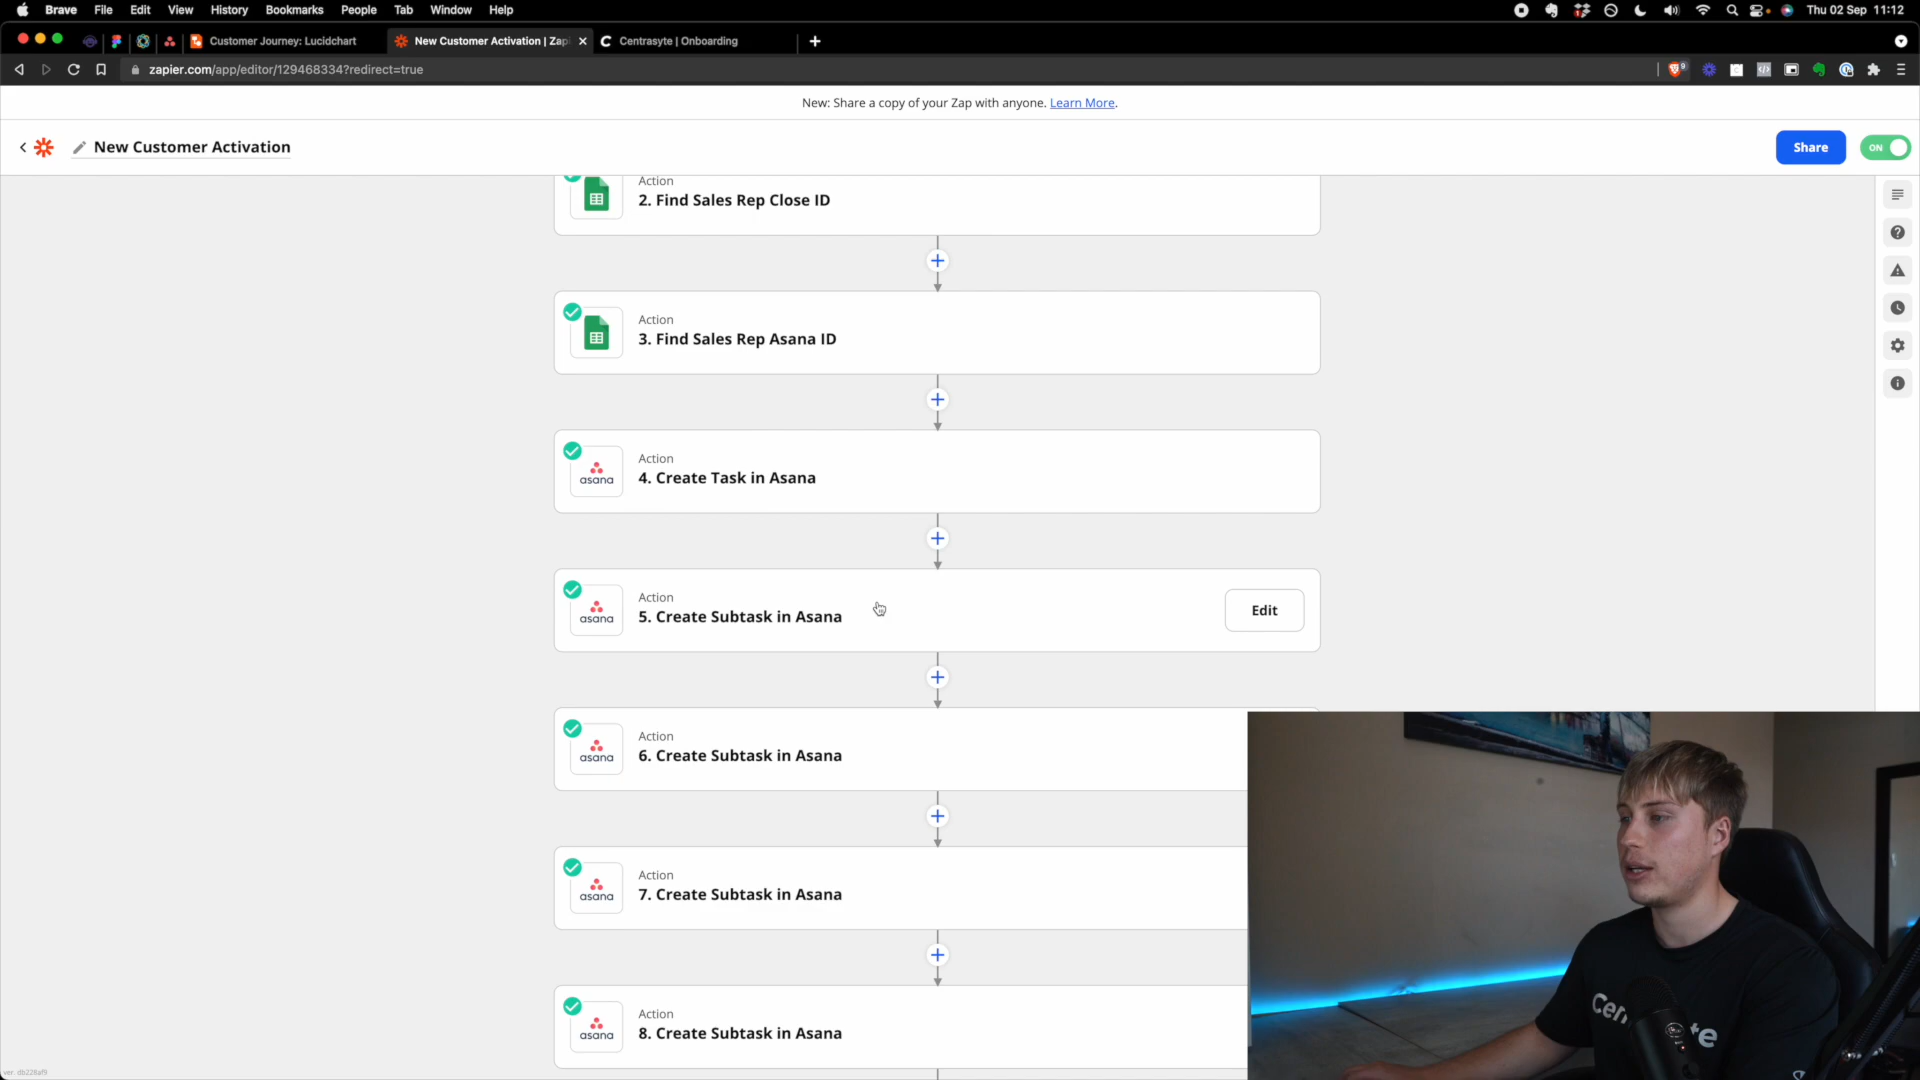 Brave File Edit View History Bookmarks People Tab Window Help
Thu 02 Sep 11:12
Customer Journey: Lucidchart
New Customer Activation | Zapi
Centrasyte | Onboarding
zapier.com/app/editor/129468334?redirect=true
New: Share a copy of your Zap with anyone. Learn More.
New Customer Activation
Share
ON
Action
2. Find Sales Rep Close ID
Action
3. Find Sales Rep Asana ID
Action
4. Create Task in Asana
asana
Action
5. Create Subtask in Asana
asana
Edit
Action
6. Create Subtask in Asana
asana
Action
7. Create Subtask in Asana
asana
Action
8. Create Subtask in Asana
asana
ver. db228af9